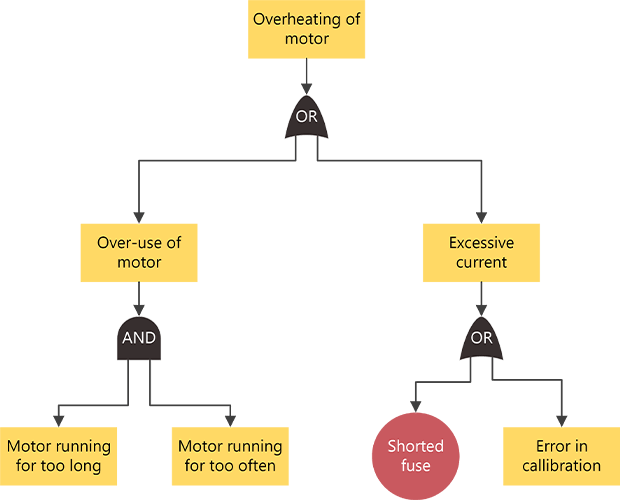 Overheating of
motor
OR
Over-use of
motor
Excessive
current
AND
OR
Motor running
for too long
Motor running
for too often
Shorted
fuse
Error in
callibration